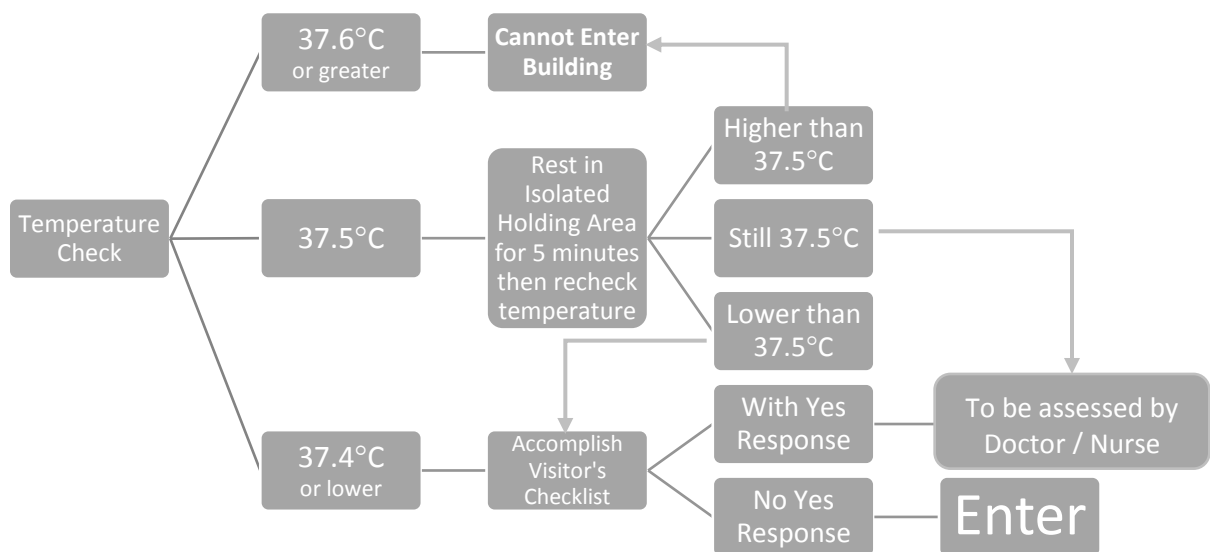 37.6°C
or greater
Cannot Enter
Building
Higher than
37.5°C
Temperature
Check
37.5°C
Rest in
Isolated
Holding Area
for 5 minutes
then recheck
temperature
Still 37.5°C
Lower than
37.5°C
37.4°C
or lower
Accomplish
Visitor's
Checklist
With Yes
Response
To be assessed by
Doctor / Nurse
No Yes
Response
Enter